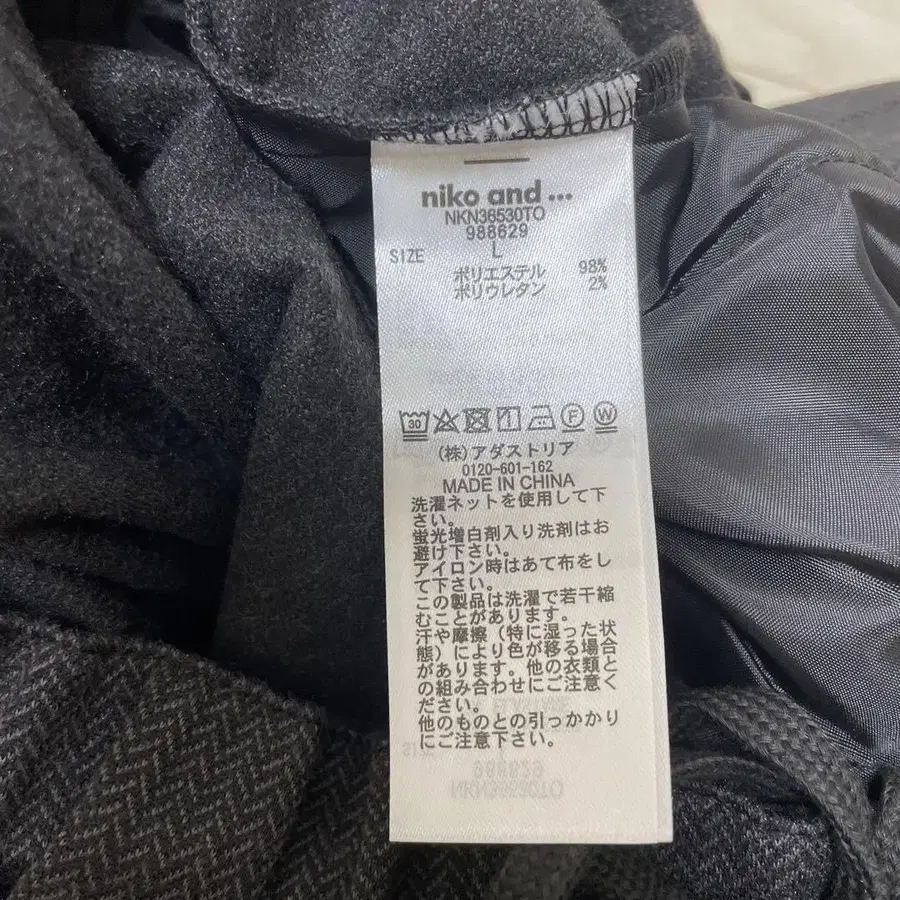 niko and ...
NKN36530TO
988629
SIZE L
ポリエステル 98%
ポリウレタン 2%
30 F W
(株)アダストリア
0120-601-162
MADE IN CHINA
洗濯ネットを使用して下
さい。
蛍光増白剤入り洗剤はお
避け下さい。
アイロン時はあて布をし
て下さい。
この製品は洗濯で若干縮
むことがあります。
汗や摩擦(特に湿った状
態)により色が移る場合
があります。他の衣類と
の組み合わせにご注意く
ださい。
他のものとの引っかかり
にご注意下さい。